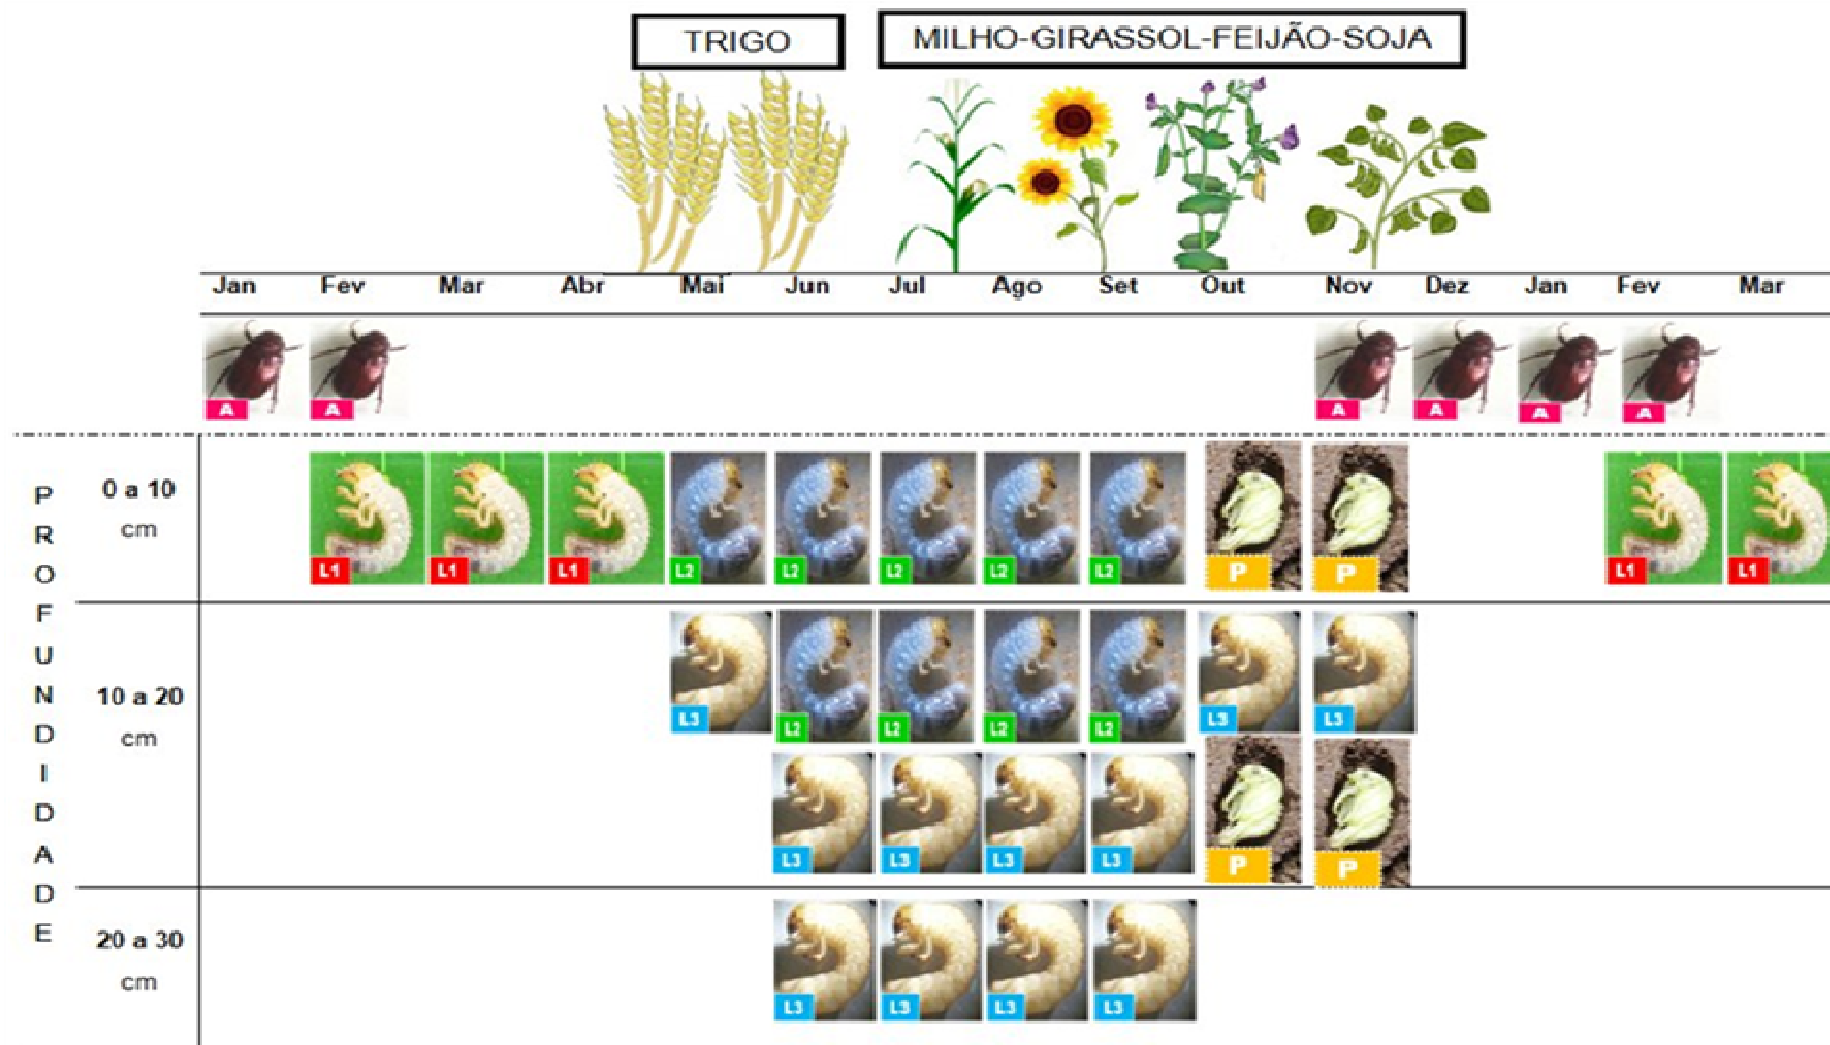 TRIGO MILHO-GIRASSOL-FEIJÃO-SOJA
Jan Fev Mar Abr Mai Jun Jul Ago Set Out Nov Dez Jan Fev Mar
A A A A A A
PROFUNDIDADE
0 a 10
cm
L1 L1 L1 L2 L2 L2 L2 L2 P P L1 L1
10 a 20
cm
L3 L2 L2 L2 L2 L3 L3
L3 L3 L3 L3 P P
20 a 30
cm
L3 L3 L3 L3